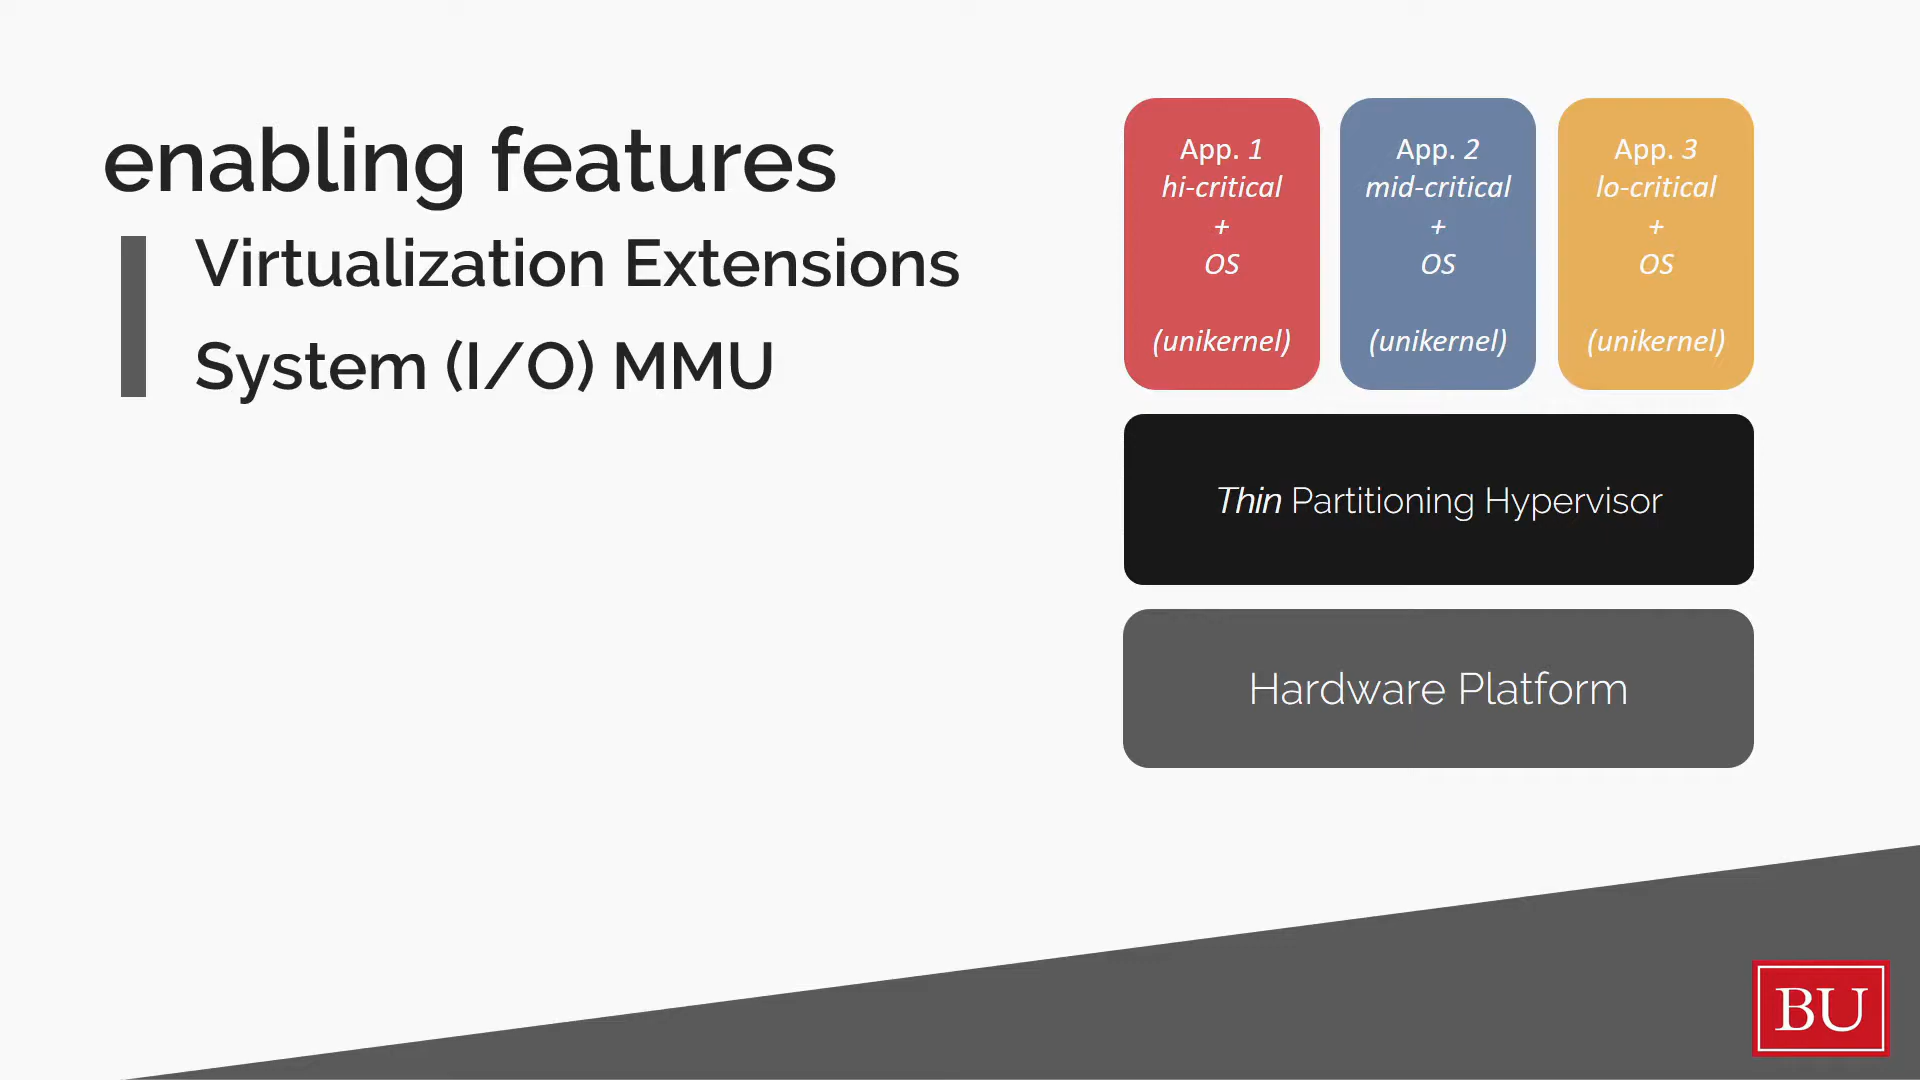 enabling features
Virtualization Extensions
System (I/O) MMU
App. 1
hi-critical
+
OS
(unikernel)
App. 2
mid-critical
+
OS
(unikernel)
App. 3
lo-critical
+
OS
(unikernel)
Thin Partitioning Hypervisor
Hardware Platform
BU